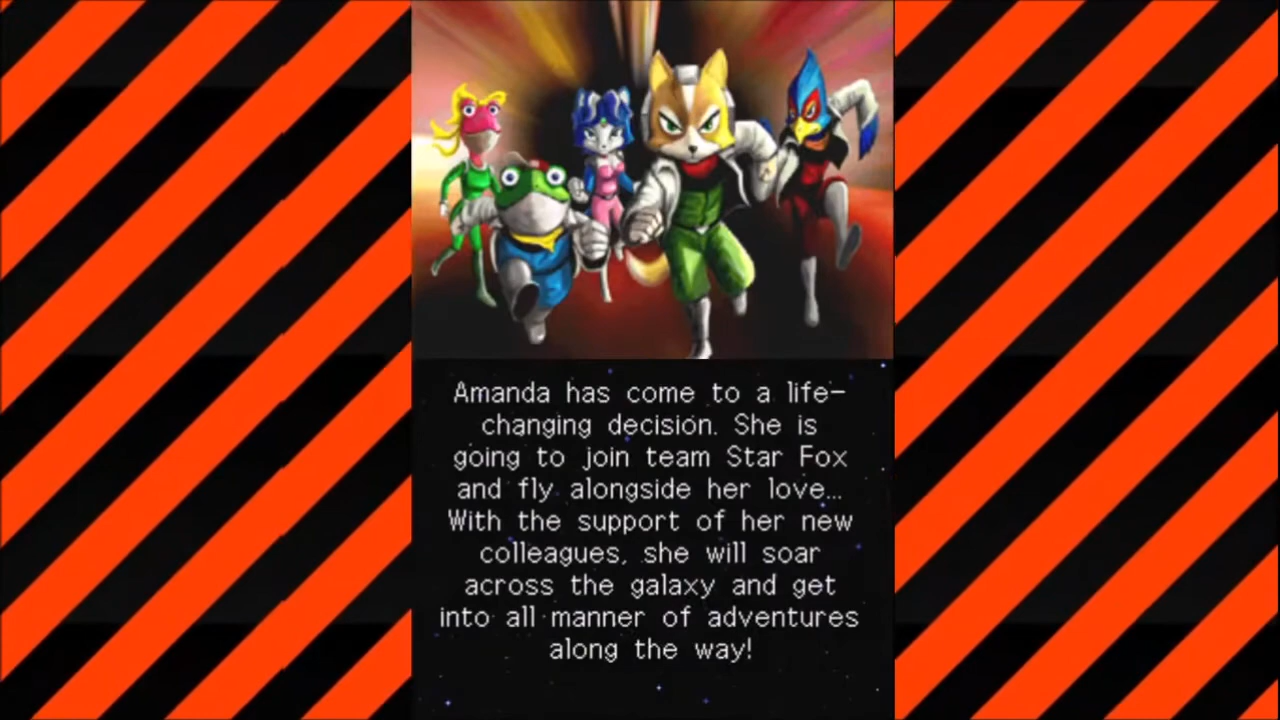 Amanda has come to a life-
changing decision. She is
going to join team Star Fox
and fly alongside her love...
With the support of her new
colleagues, she will soar
across the galaxy and get
into all manner of adventures
along the way!